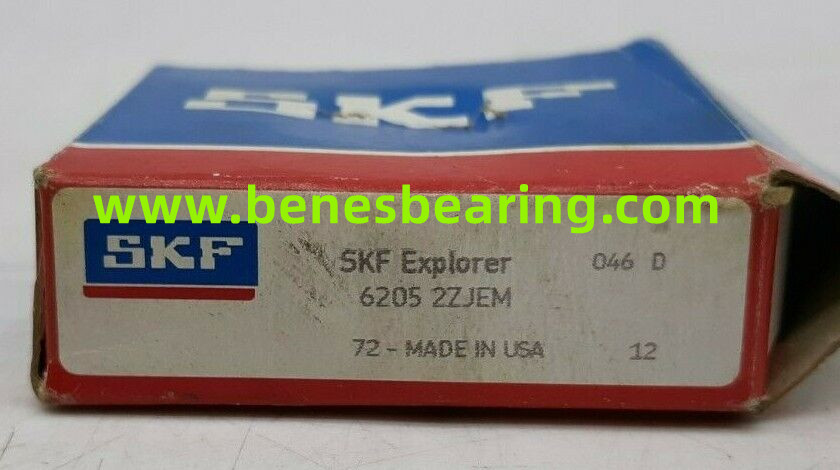 SKF
www.benesbearing.com
SKF
SKF Explorer 046 D
6205 2ZJEM
72 - MADE IN USA 12